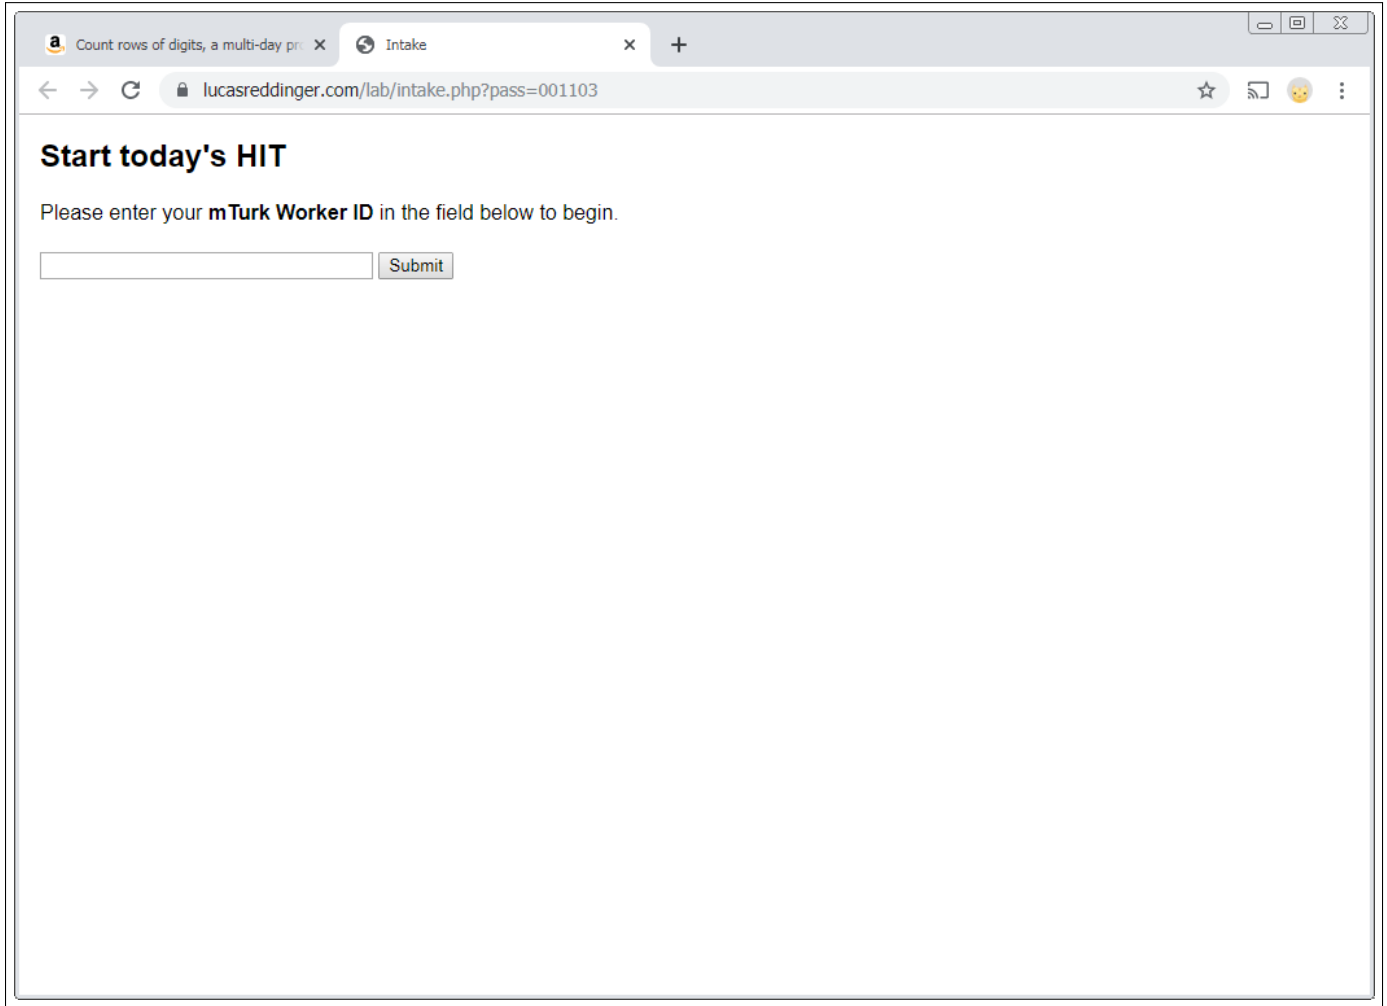 Count rows of digits, a multi-day pr
Intake
lucasreddinger.com/lab/intake.php?pass=001103
Start today's HIT
Please enter your mTurk Worker ID in the field below to begin.
Submit